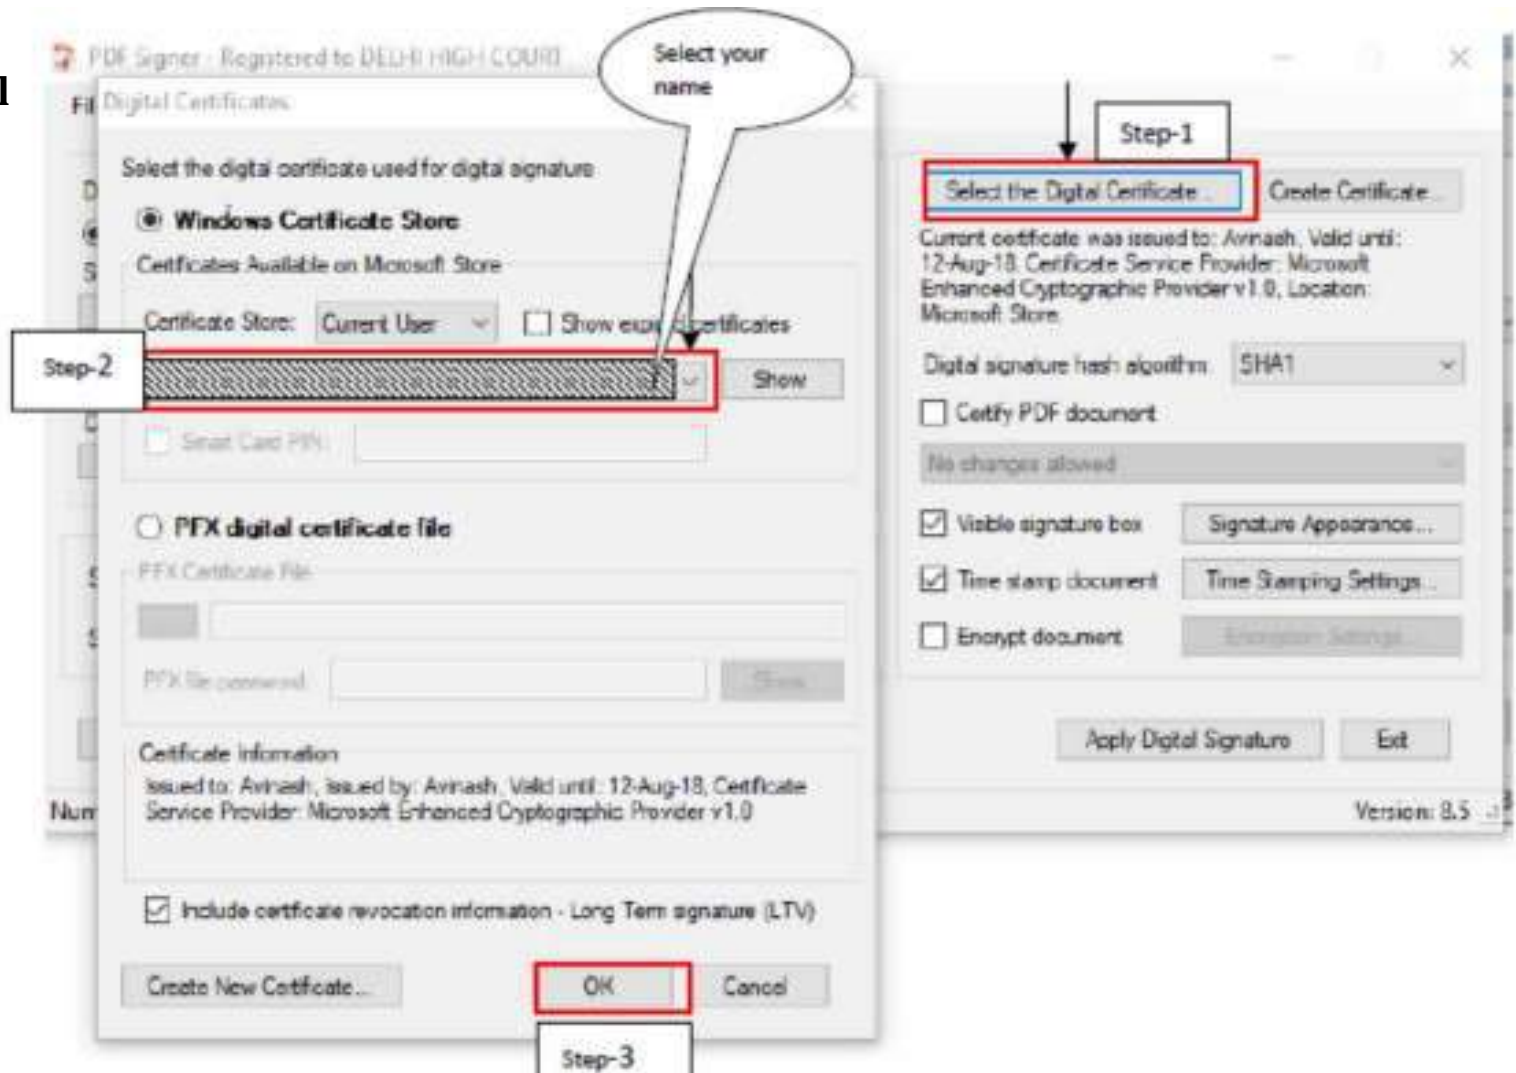 l
PDF Signer - Registered to DELHI HIGH COURT
Fil
Select your
name
Digital Certificates
Select the digital certificate used for digital signature
Windows Certificate Store
Certificates Available on Microsoft Store
Certificate Store: Current User
Show certificates
Step-2
Show
Smart Card PIN:
PFX digital certificate file
PFX Certificate File
PFX file password:
Show...
Certificate Information
Issued to: Avinash, Issued by: Avinash, Valid until: 12-Aug-18, Certificate
Service Provider: Microsoft Enhanced Cryptographic Provider v1.0
Include certificate revocation information - Long Term signature (LTV)
Create New Certificate...
OK
Cancel
Step-3
Step-1
Select the Digital Certificate...
Create Certificate...
Current certificate was issued to: Avinash, Valid until:
12-Aug-18, Certificate Service Provider: Microsoft
Enhanced Cryptographic Provider v1.0, Location:
Microsoft Store
Digital signature hash algorithm: SHA1
Certify PDF document
No changes allowed
Visible signature box
Signature Appearance...
Time stamp document
Time Stamping Settings...
Encrypt document
Encryption Settings...
Apply Digital Signature
Exit
Num
Version: 8.5